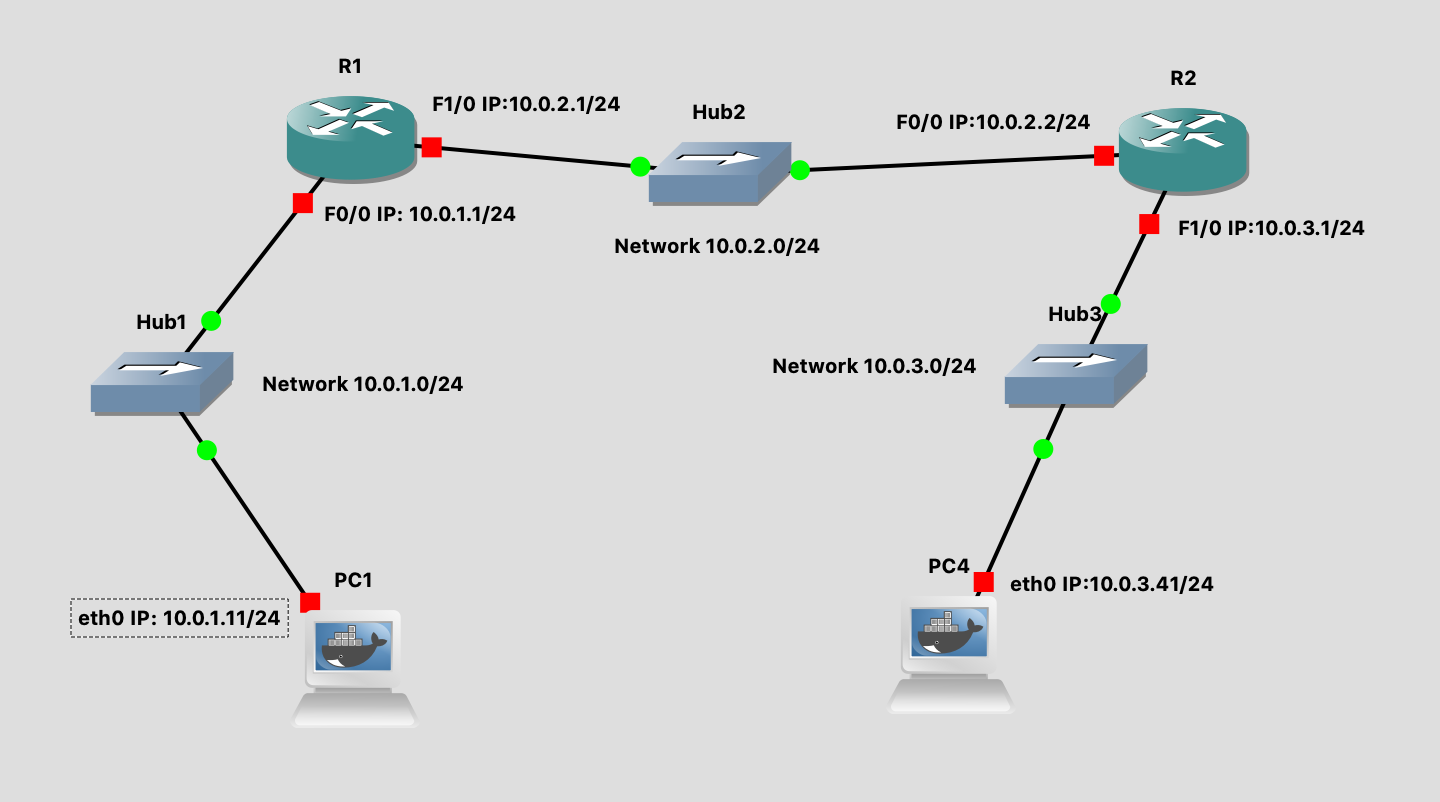 R1
R2
F1/0 IP:10.0.2.1/24
Hub2
F0/0 IP:10.0.2.2/24
F0/0 IP: 10.0.1.1/24
F1/0 IP:10.0.3.1/24
Network 10.0.2.0/24
Hub1
Hub3
Network 10.0.3.0/24
Network 10.0.1.0/24
PC1
PC4
eth0 IP:10.0.3.41/24
eth0 IP: 10.0.1.11/24